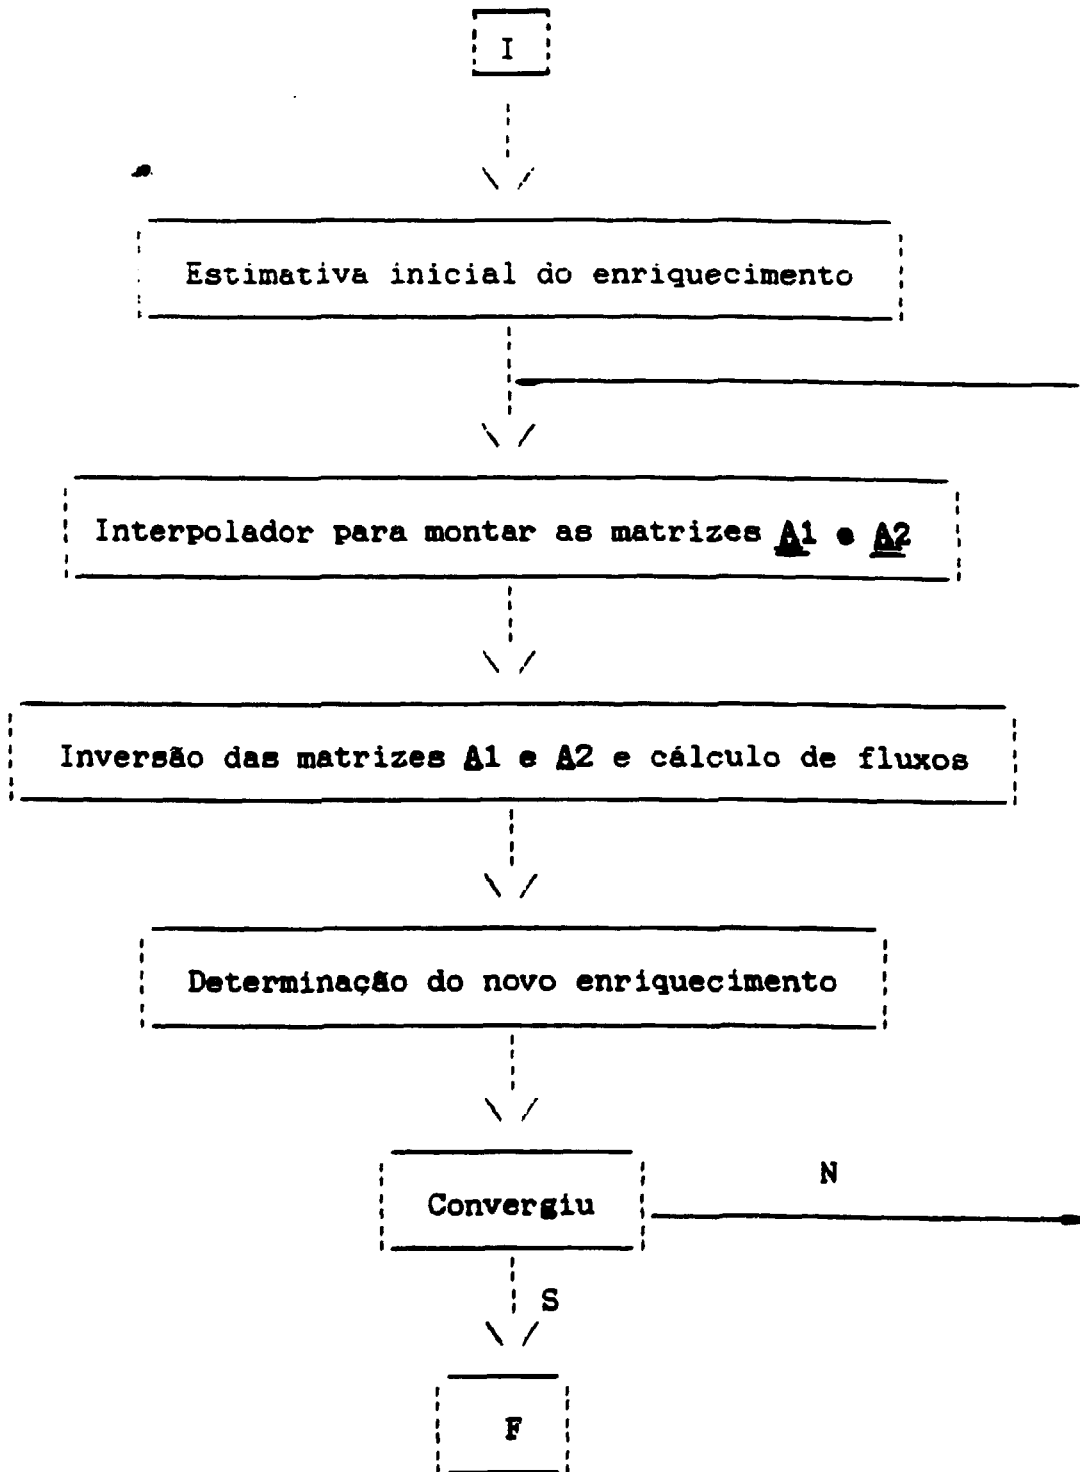 I
Estimativa inicial do enriquecimento
Interpolador para montar as matrizes A1 e A2
Inversão das matrizes A1 e A2 e cálculo de fluxos
Determinação do novo enriquecimento
Convergiu
N
S
F